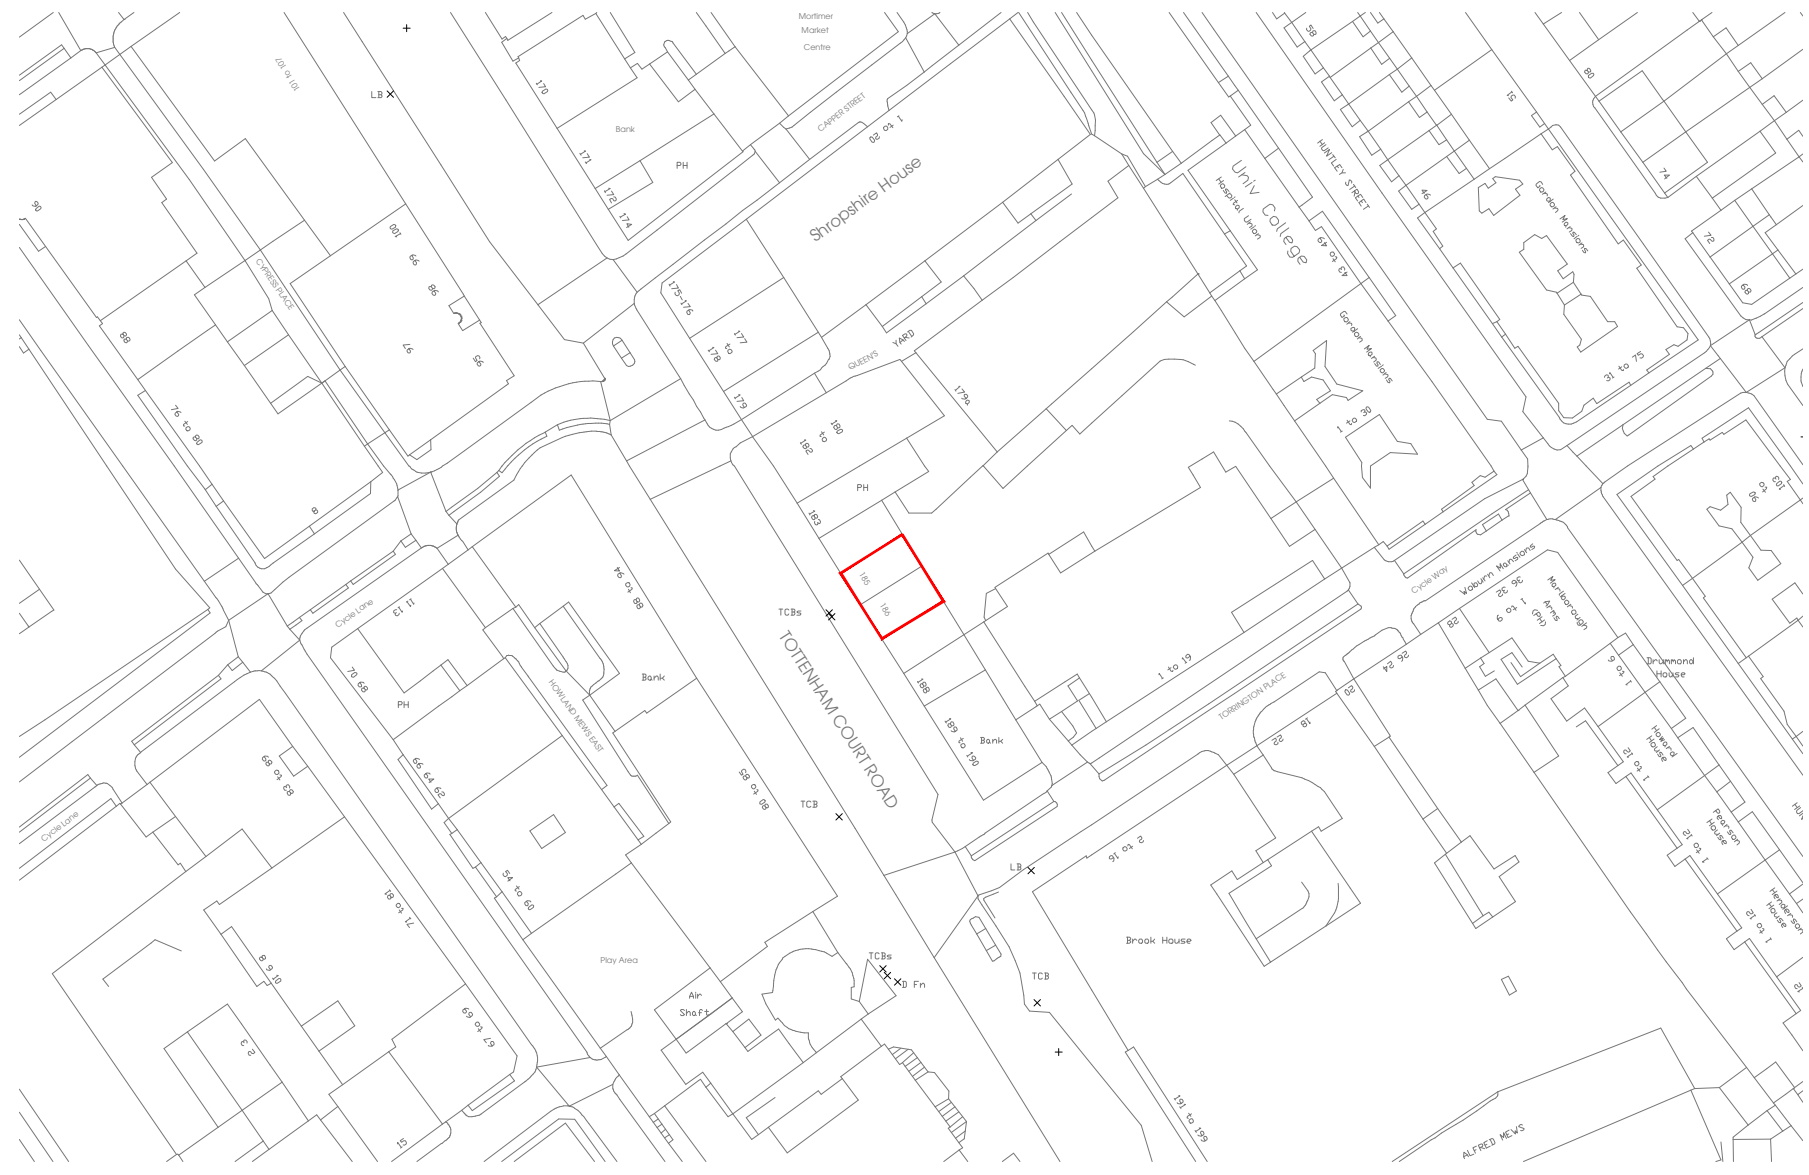 Mortimer
Market
Centre
101 to 107
LB
170
Bank
171
PH
172
174
CAPPER STREET
1 to 20
Shropshire House
58
51
80
74
72
68
HUNTLEY STREET
46
Gordon Mansions
31 to 75
Univ College
Hospital Union
43 to 49
Gordon Mansions
1 to 30
90
88
100
99
98
97
95
CYPRESS PLACE
76 to 80
8
175-176
177
to
178
179
QUEEN'S YARD
179a
180
to
182
PH
183
185
186
188
189 to 190
Bank
1 to 19
TORRINGTON PLACE
TCBs
TOTTENHAM COURT ROAD
TCB
88 to 94
Bank
80 to 85
Cycle Lane
11 13
70 68
PH
HOWLAND MEWS EAST
66 64 62
54 to 60
Play Area
Air
Shaft
TCBs
D Fn
83 to 89
Cycle Lane
71 to 81
8 9 10
67 to 69
2 3
15
LB
2 to 16
Brook House
TCB
191 to 199
ALFRED MEWS
18
22
20
26 24
28
Cycle Way
Woburn Mansions
36
32
1 to 9
Marlborough
Arms
(PH)
103
to
90
Drummond
House
1 to 6
Howard
House
1 to 12
Pearson
House
1 to 12
Henderson
House
1 to 12
12
HUN